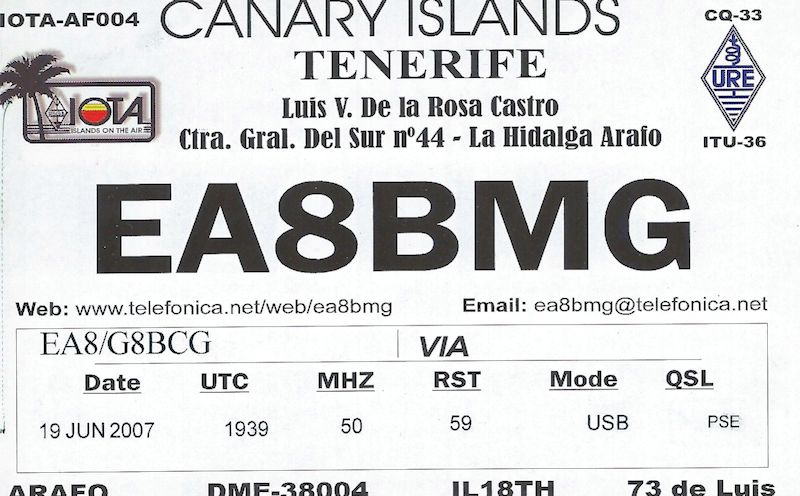 IOTA-AF004
CANARY ISLANDS
CQ-33
TENERIFE
IOTA
ISLANDS ON THE AIR
URE
Luis V. De la Rosa Castro
Ctra. Gral. Del Sur nº44 - La Hidalga Arafo
ITU-36
EA8BMG
Web: www.telefonica.net/web/ea8bmg Email: ea8bmg@telefonica.net
EA8/G8BCG VIA
Date UTC MHZ RST Mode QSL
19 JUN 2007 1939 50 59 USB PSE
ARAFO DME-38004 IL18TH 73 de Luis